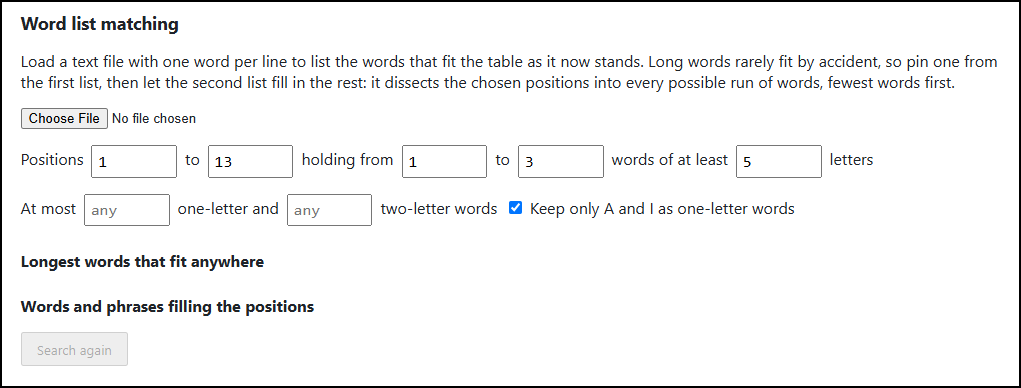 Word list matching
Load a text file with one word per line to list the words that fit the table as it now stands. Long words rarely fit by accident, so pin one from
the first list, then let the second list fill in the rest: it dissects the chosen positions into every possible run of words, fewest words first.
Choose File No file chosen
Positions 1 to 13 holding from 1 to 3 words of at least 5 letters
At most any one-letter and any two-letter words Keep only A and I as one-letter words
Longest words that fit anywhere
Words and phrases filling the positions
Search again